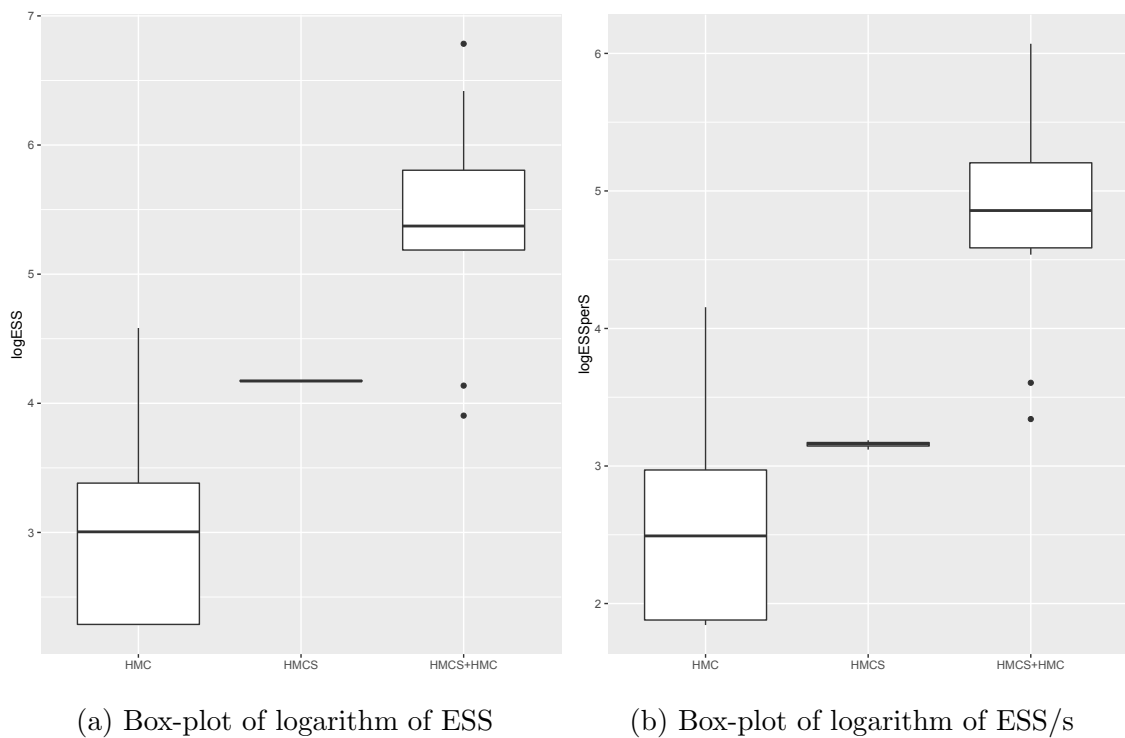 7
6
5
4
3
logESS
HMC
HMCS
HMCS+HMC
(a) Box-plot of logarithm of ESS
6
5
4
3
2
logESSperS
HMC
HMCS
HMCS+HMC
(b) Box-plot of logarithm of ESS/s